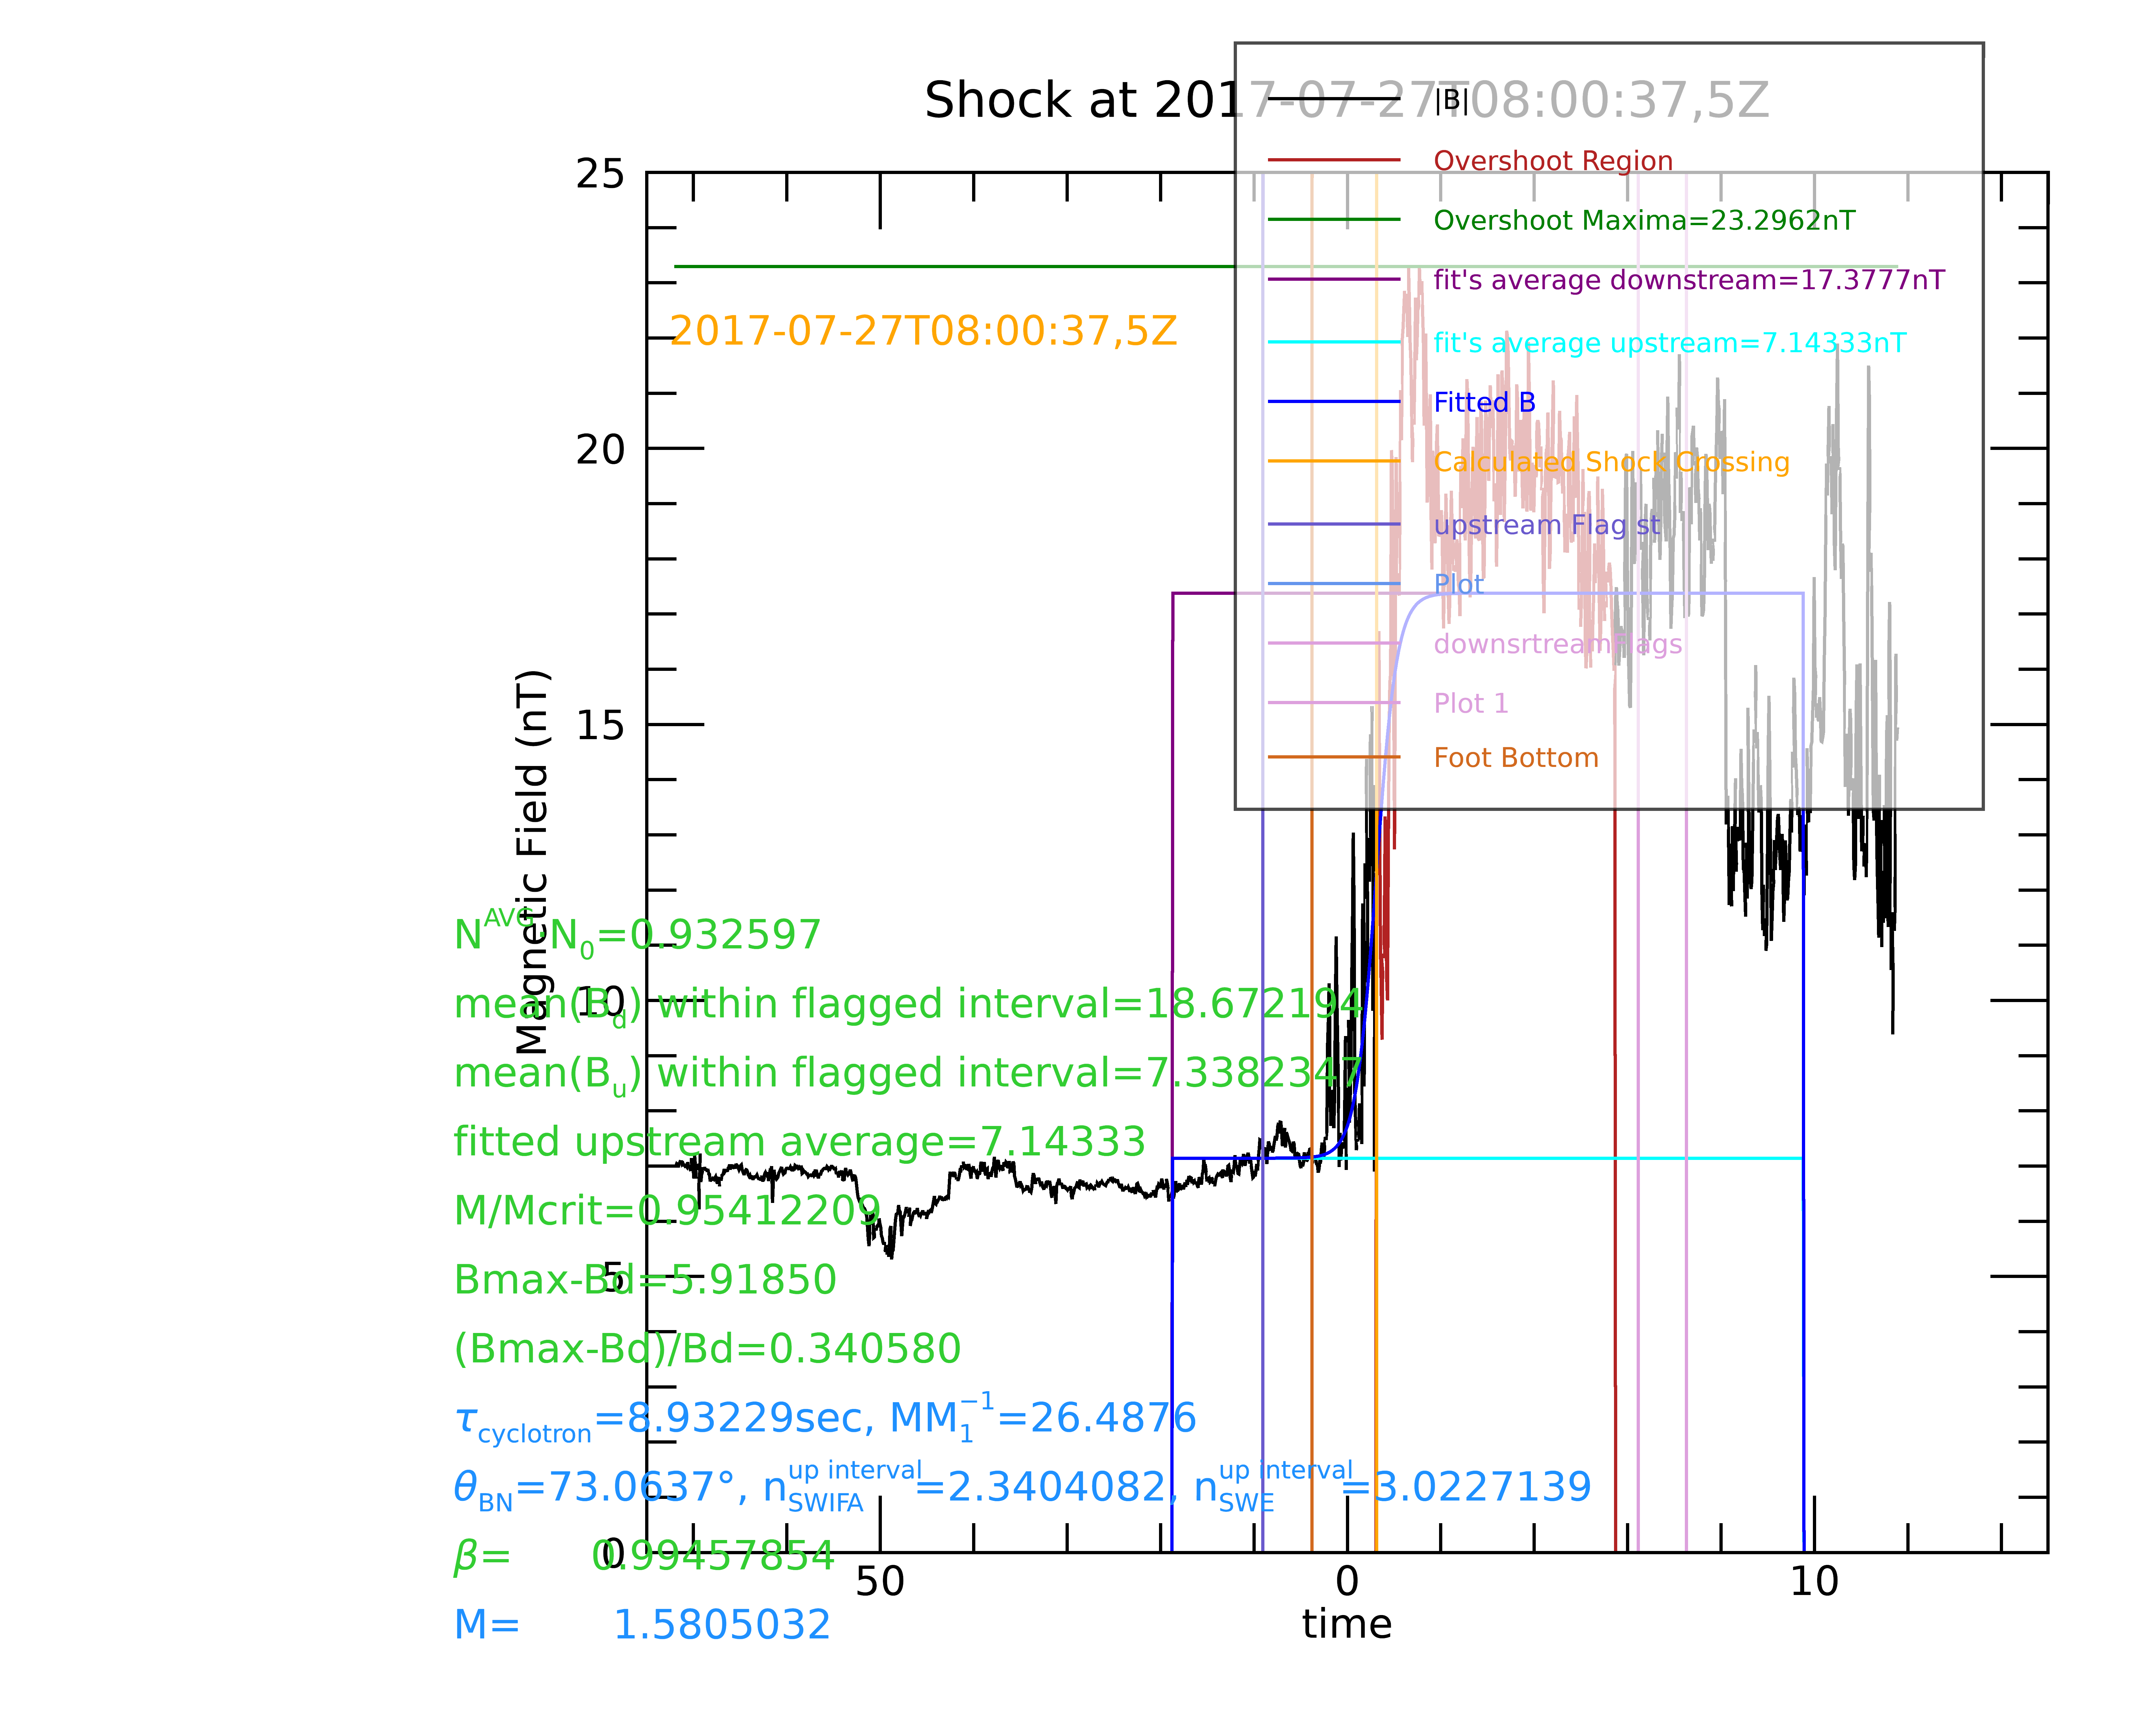 Shock at 2017-07-27T08:00:37,5Z
|B|
Overshoot Region
Overshoot Maxima=23.2962nT
fit's average downstream=17.3777nT
fit's average upstream=7.14333nT
Fitted B
Calculated Shock Crossing
upstream Flag st
Plot
downsrtreamflags
Plot 1
Foot Bottom
2017-07-27T08:00:37,5Z
25
20
15
10
5
0
Magnetic Field (nT)
N^AVG·N_0=0.932597
mean(B_d) within flagged interval=18.672194
mean(B_u) within flagged interval=7.3382347
fitted upstream average=7.14333
M/Mcrit=0.95412209
Bmax-Bd=5.91850
(Bmax-Bd)/Bd=0.340580
τ_cyclotron=8.93229sec, MM_1^−1=26.4876
θ_BN=73.0637°, n_SWIFA^up interval=2.3404082, n_SWE^up interval=3.0227139
β= 0.99457854
M= 1.5805032
50 0 10
time